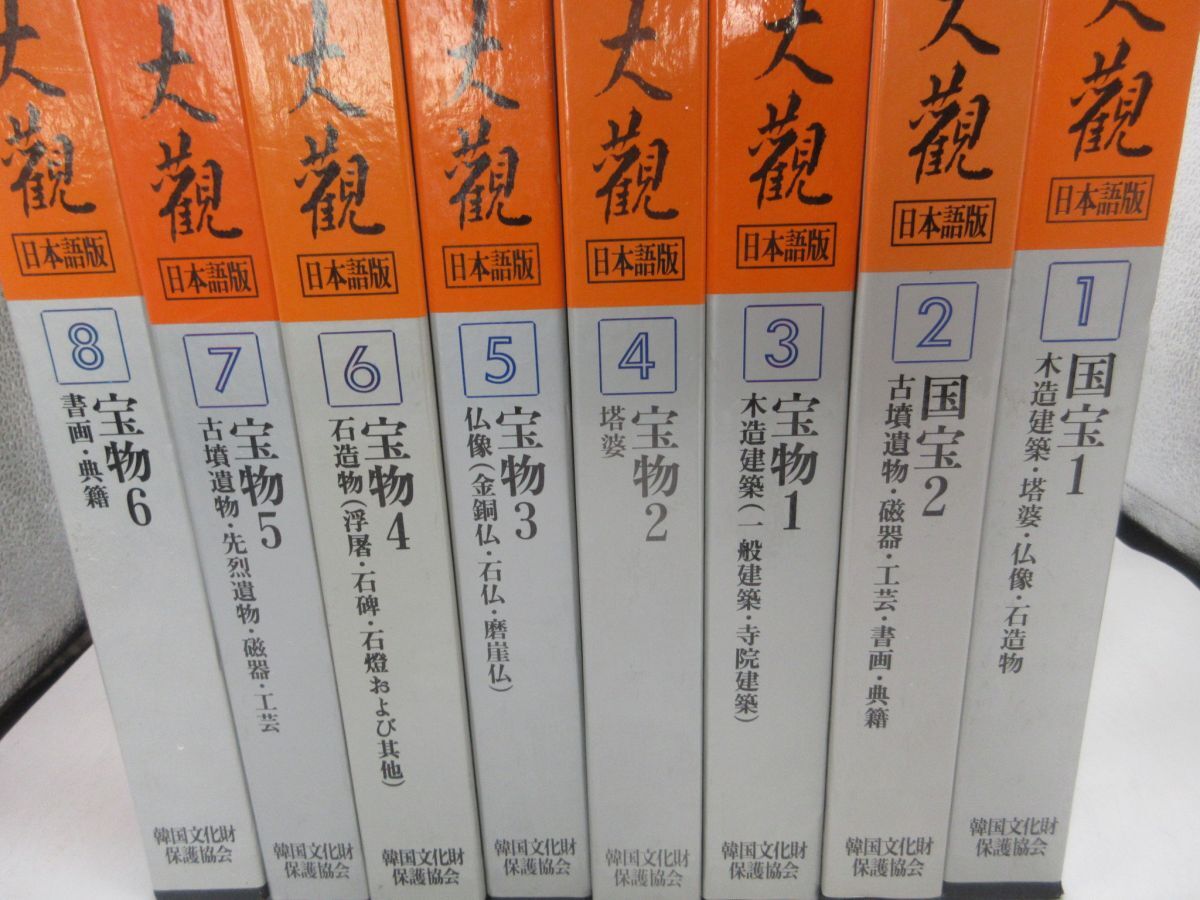 大觀
日本語版
1
国宝1
木造建築・塔婆・仏像・石造物
韓国文化財
保護協会
大觀
日本語版
2
国宝2
古墳遺物・磁器・工芸・書画・典籍
韓国文化財
保護協会
大觀
日本語版
3
宝物1
木造建築(一般建築・寺院建築)
韓国文化財
保護協会
大觀
日本語版
4
宝物2
塔婆
韓国文化財
保護協会
大觀
日本語版
5
宝物3
仏像(金銅仏・石仏・磨崖仏)
韓国文化財
保護協会
大觀
日本語版
6
宝物4
石造物(浮屠・石碑・石燈および其他)
韓国文化財
保護協会
大觀
日本語版
7
宝物5
古墳遺物・先烈遺物・磁器・工芸
韓国文化財
保護協会
大觀
日本語版
8
宝物6
書画・典籍
韓国文化財
保護協会